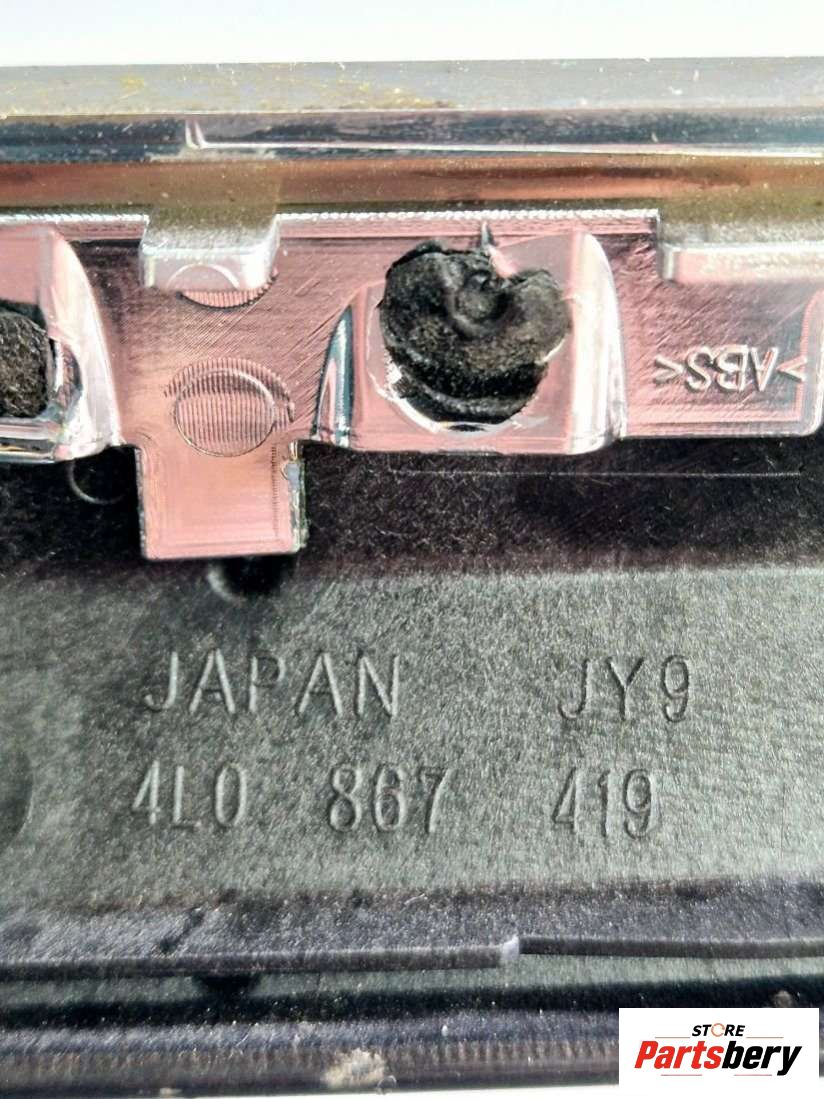 >ABS<
JAPAN JY9
4L0 867 419
STORE
Partsbery